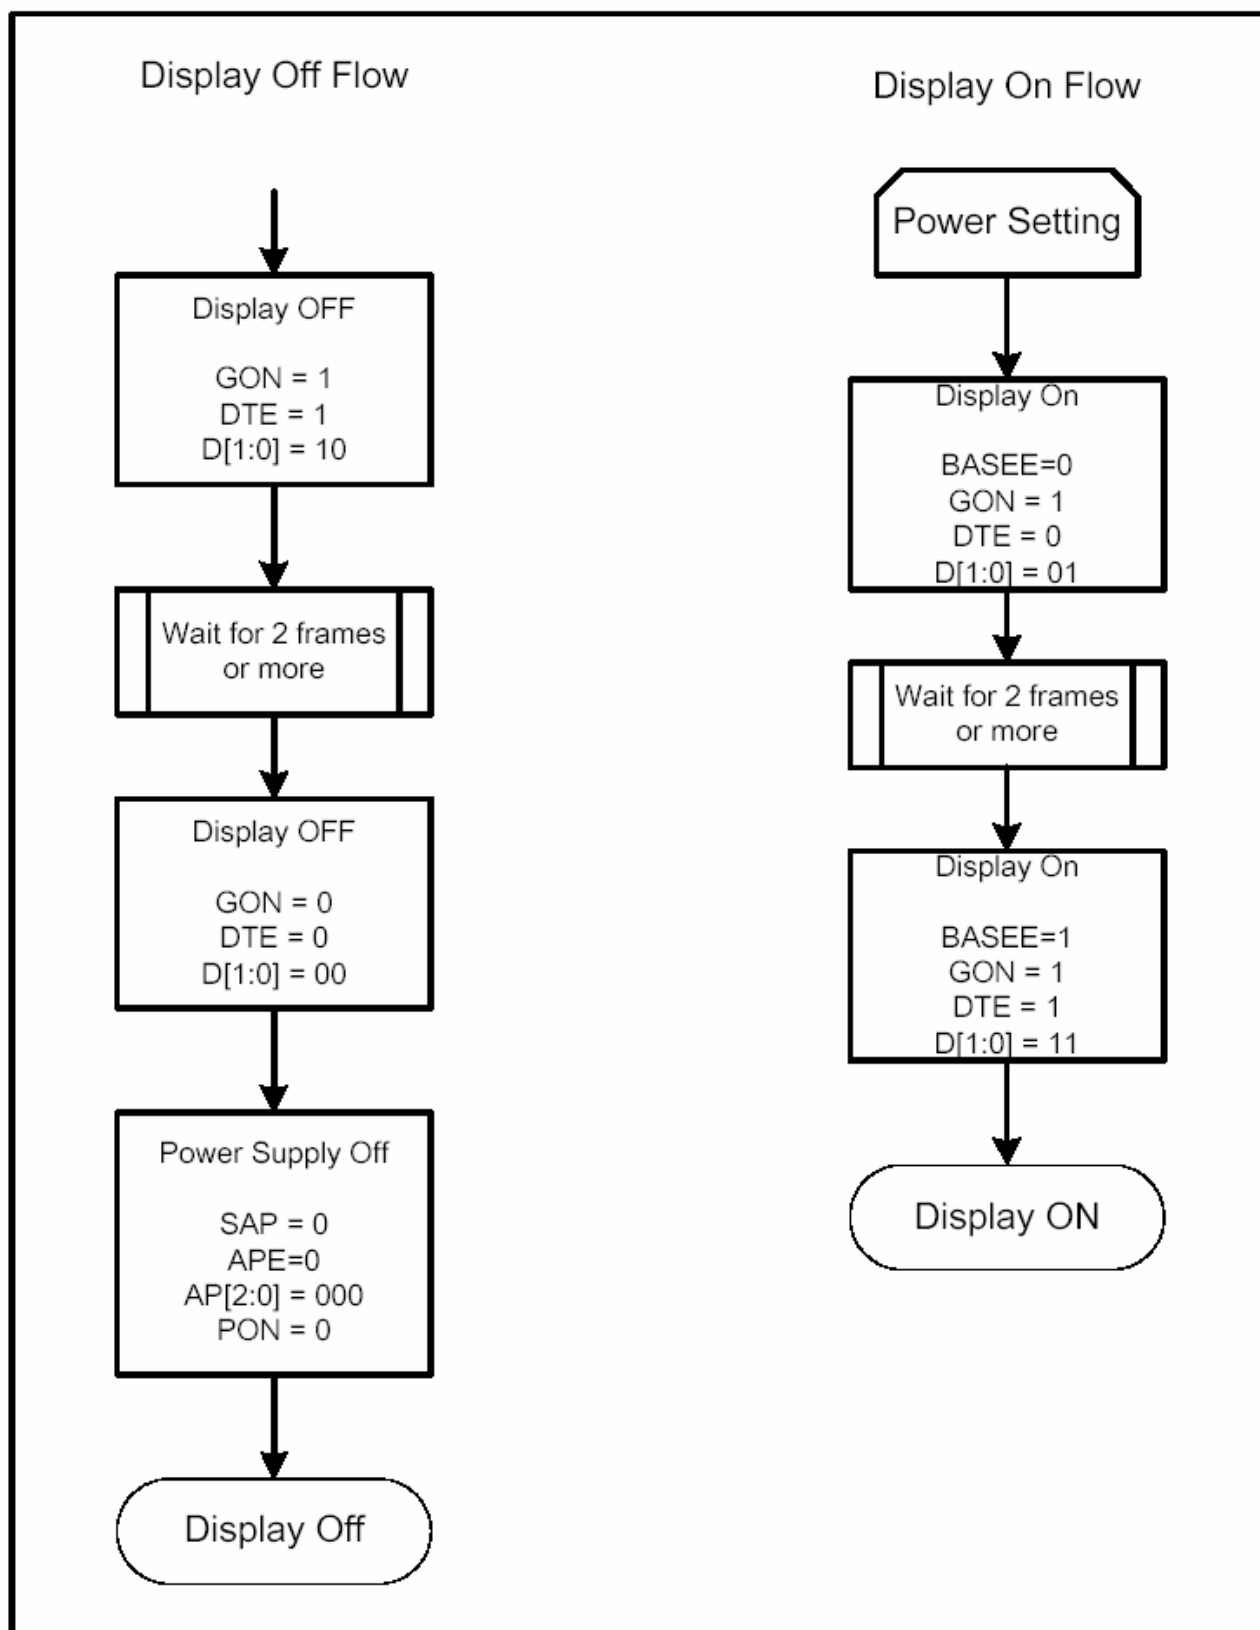 Display Off Flow
Display OFF
GON = 1
DTE = 1
D[1:0] = 10
Wait for 2 frames
or more
Display OFF
GON = 0
DTE = 0
D[1:0] = 00
Power Supply Off
SAP = 0
APE=0
AP[2:0] = 000
PON = 0
Display Off
Display On Flow
Power Setting
Display On
BASEE=0
GON = 1
DTE = 0
D[1:0] = 01
Wait for 2 frames
or more
Display On
BASEE=1
GON = 1
DTE = 1
D[1:0] = 11
Display ON